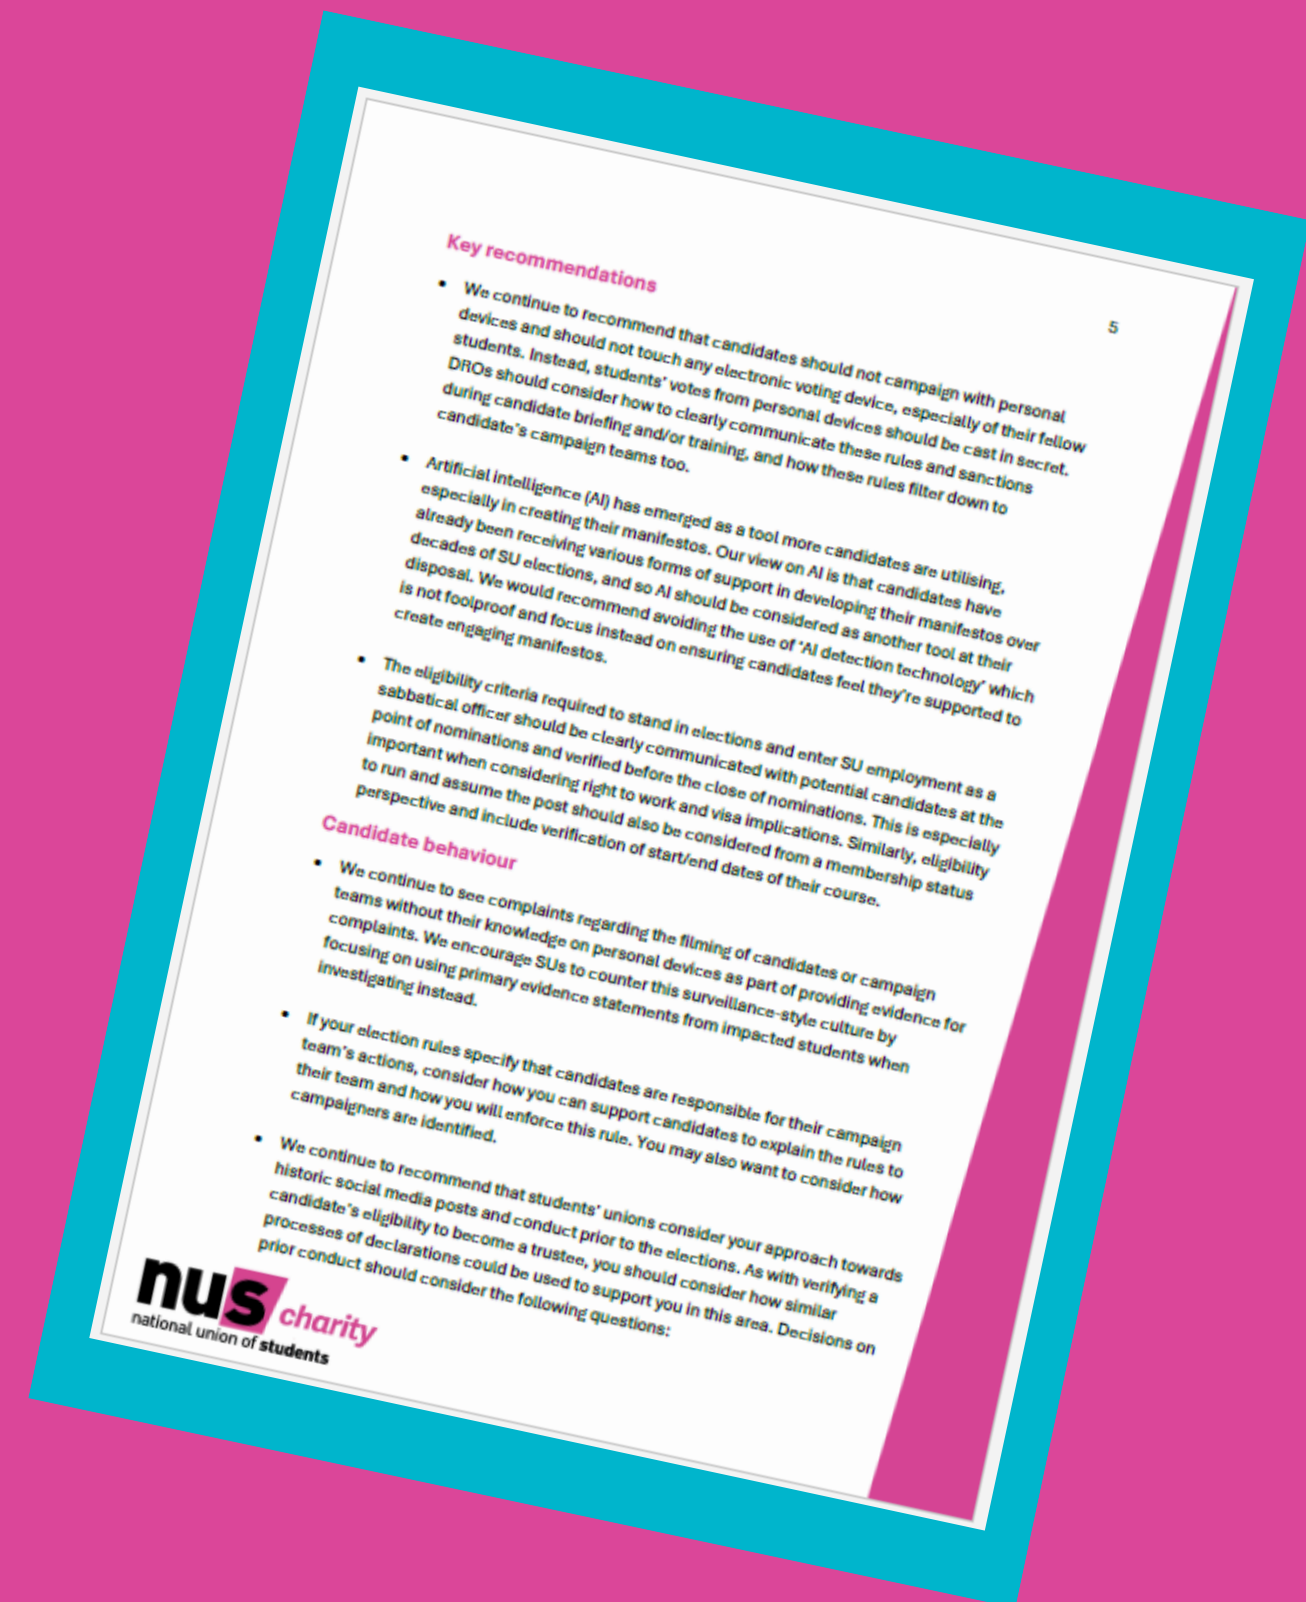 5
Key recommendations
• We continue to recommend that candidates should not campaign with personal
devices and should not touch any electronic voting device, especially of their fellow
students. Instead, students' votes from personal devices should be cast in secret.
DROs should consider how to clearly communicate these rules and sanctions
during candidate briefing and/or training, and how these rules filter down to
candidate's campaign teams too.
• Artificial intelligence (AI) has emerged as a tool more candidates are utilising,
especially in creating their manifestos. Our view on AI is that candidates have
already been receiving various forms of support in developing their manifestos over
decades of SU elections, and so AI should be considered as another tool at their
disposal. We would recommend avoiding the use of 'AI detection technology' which
is not foolproof and focus instead on ensuring candidates feel they're supported to
create engaging manifestos.
• The eligibility criteria required to stand in elections and enter SU employment as a
sabbatical officer should be clearly communicated with potential candidates at the
point of nominations and verified before the close of nominations. This is especially
important when considering right to work and visa implications. Similarly, eligibility
to run and assume the post should also be considered from a membership status
perspective and include verification of start/end dates of their course.
Candidate behaviour
• We continue to see complaints regarding the filming of candidates or campaign
teams without their knowledge on personal devices as part of providing evidence for
complaints. We encourage SUs to counter this surveillance-style culture by
focusing on using primary evidence statements from impacted students when
investigating instead.
• If your election rules specify that candidates are responsible for their campaign
team's actions, consider how you can support candidates to explain the rules to
their team and how you will enforce this rule. You may also want to consider how
campaigners are identified.
• We continue to recommend that students' unions consider your approach towards
historic social media posts and conduct prior to the elections. As with verifying a
candidate's eligibility to become a trustee, you should consider how similar
processes of declarations could be used to support you in this area. Decisions on
prior conduct should consider the following questions:
nus charity
national union of students